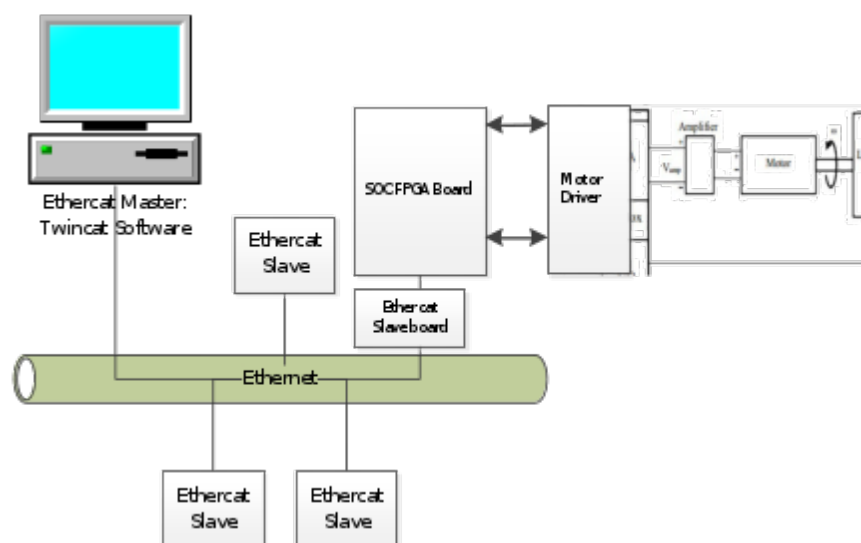 Ethercat Master:
Twincat Software
Ethercat
Slave
SOCFPGA Board
Ethercat
Slaveboard
Motor
Driver
Amplifier
Vamp
Motor
Ethernet
Ethercat
Slave
Ethercat
Slave